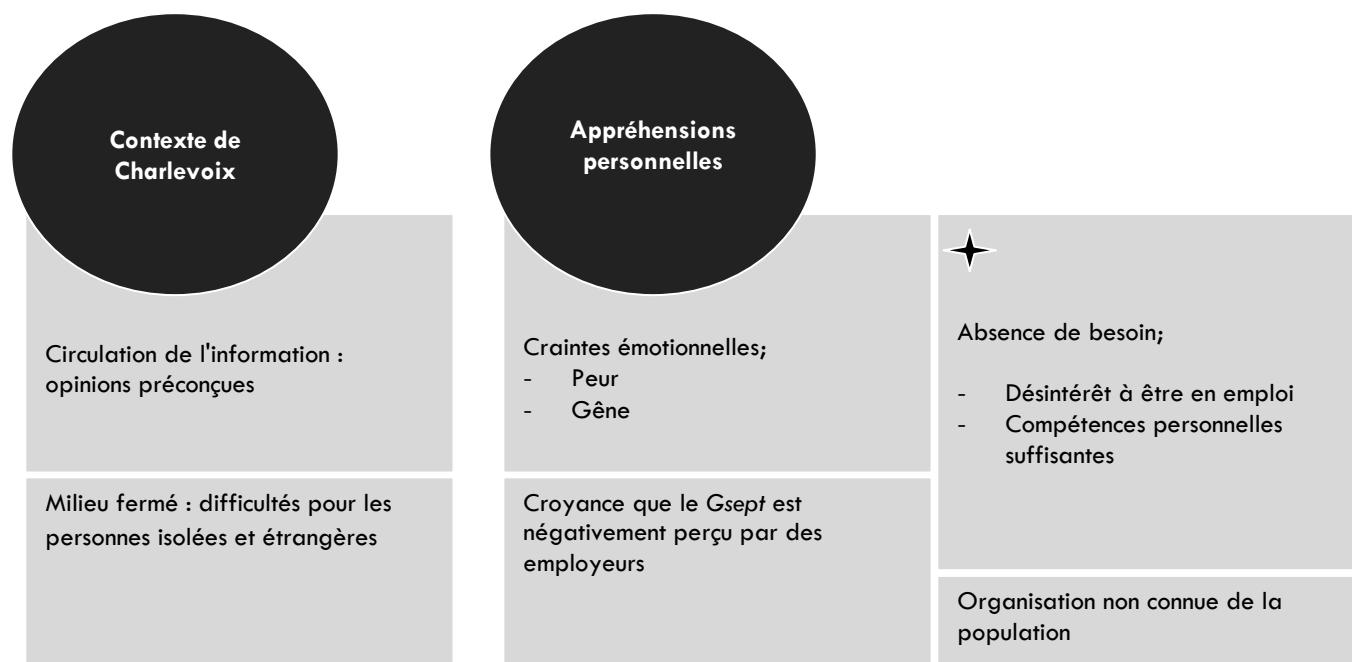 Contexte de
Charlevoix
Circulation de l'information :
opinions préconçues
Milieu fermé : difficultés pour les
personnes isolées et étrangères
Appréhensions
personnelles
Craintes émotionnelles;
- Peur
- Gêne
Croyance que le Gsept est
négativement perçu par des
employeurs
Absence de besoin;
- Désintérêt à être en emploi
- Compétences personnelles
suffisantes
Organisation non connue de la
population